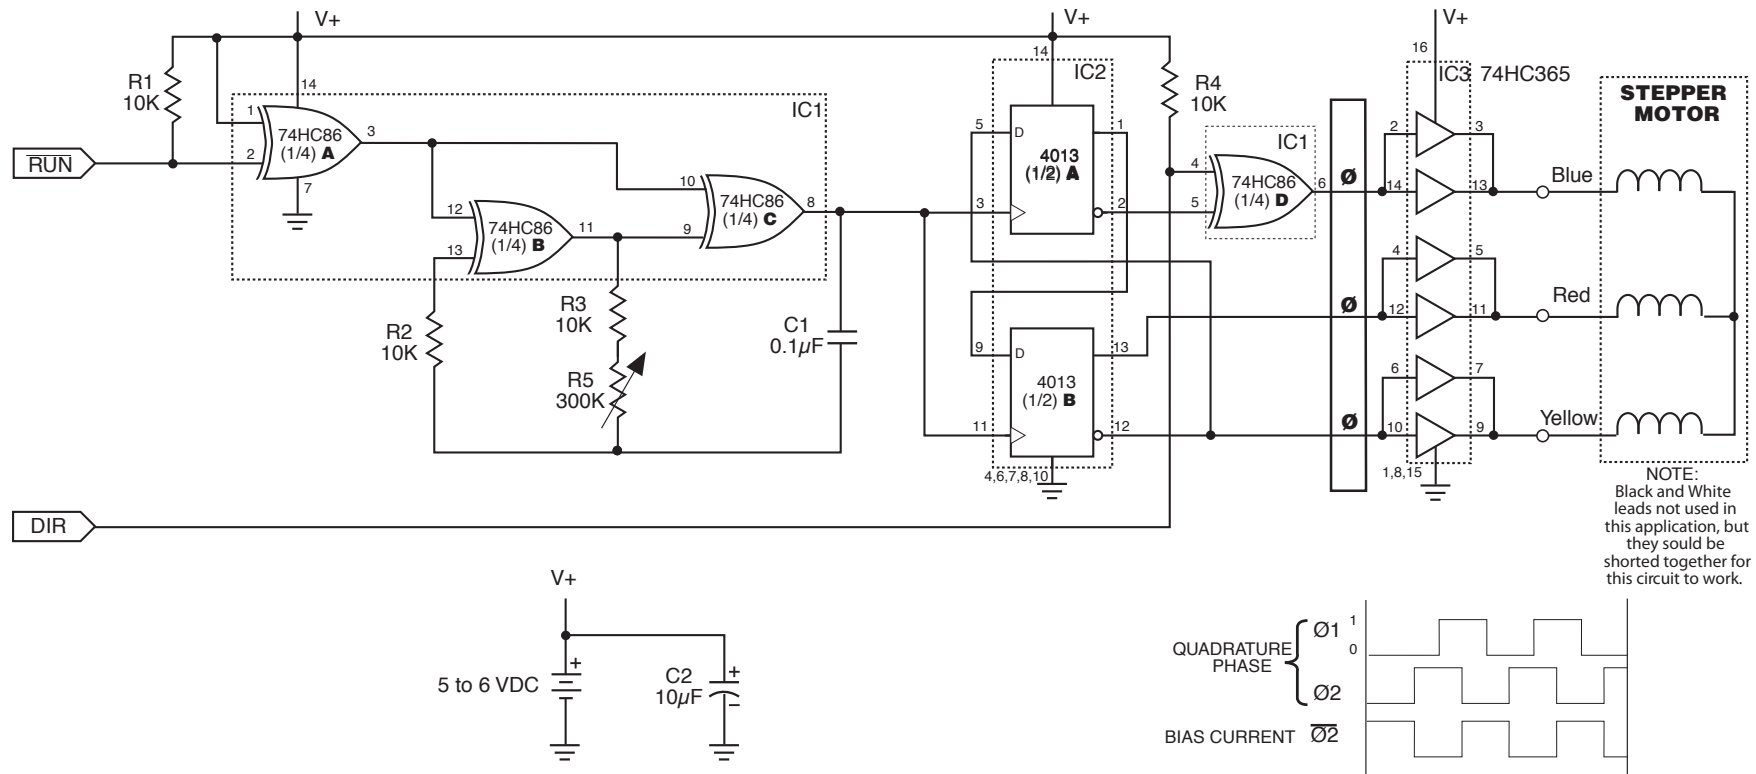 V+
V+
V+
R1
10K
14
1
2
74HC86
(1/4) A
3
7
IC1
RUN
12
13
74HC86
(1/4) B
11
10
9
74HC86
(1/4) C
8
R2
10K
R3
10K
R5
300K
C1
0.1µF
14
IC2
5
D
1
4013
(1/2) A
3
2
9
D
13
4013
(1/2) B
11
12
4,6,7,8,10
R4
10K
IC1
4
5
74HC86
(1/4) D
6
Ø
Ø
Ø
16
IC3 74HC365
2
3
14
13
4
5
12
11
6
7
10
9
1,8,15
Blue
Red
Yellow
STEPPER
MOTOR
NOTE:
Black and White
leads not used in
this application, but
they sould be
shorted together for
this circuit to work.
DIR
V+
5 to 6 VDC
+
C2
10µF
+
–
QUADRATURE
PHASE
Ø1
1
0
Ø2
BIAS CURRENT Ø2